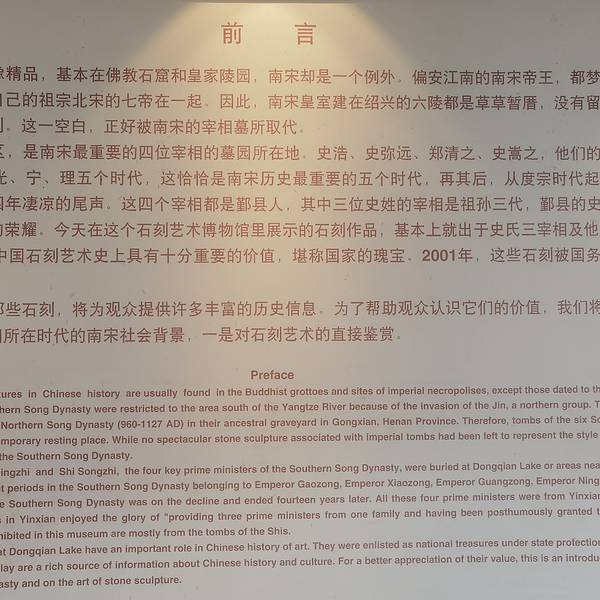 前 言
精品，基本在佛教石窟和皇家陵园，南宋却是一个例外。偏安江南的南宋帝王，都梦
自己的祖宗北宋的七帝在一起。因此，南宋皇室建在绍兴的六陵都是草草暂厝，没有留
。这一空白，正好被南宋的宰相墓所取代。
区，是南宋最重要的四位宰相的墓园所在地。史浩、史弥远、郑清之、史嵩之，他们的
光、宁、理五个时代，这恰恰是南宋历史最重要的五个时代，再其后，从度宗时代起
年凄凉的尾声。这四个宰相都是鄞县人，其中三位史姓的宰相是祖孙三代，鄞县的史
的荣耀。今天在这个石刻艺术博物馆里展示的石刻作品，基本上就出于史氏三宰相及他
中国石刻艺术史上具有十分重要的价值，堪称国家的瑰宝。2001年，这些石刻被国务
那些石刻，将为观众提供许多丰富的历史信息。为了帮助观众认识它们的价值，我们将
所在时代的南宋社会背景，一是对石刻艺术的直接鉴赏。
Preface
tures in Chinese history are usually found in the Buddhist grottoes and sites of imperial necropolises, except those dated to th
hern Song Dynasty were restricted to the area south of the Yangtze River because of the invasion of the Jin, a northern group. T
Northern Song Dynasty (960-1127 AD) in their ancestral graveyard in Gongxian, Henan Province. Therefore, tombs of the six So
mporary resting place. While no spectacular stone sculpture associated with imperial tombs had been left to represent the style
the Southern Song Dynasty.
ingzhi and Shi Songzhi, the four key prime ministers of the Southern Song Dynasty, were buried at Dongqian Lake or areas nea
t periods in the Southern Song Dynasty belonging to Emperor Gaozong, Emperor Xiaozong, Emperor Guangzong, Emperor Ning
e Southern Song Dynasty was on the decline and ended fourteen years later. All these four prime ministers were from Yinxian
s in Yinxian enjoyed the glory of "providing three prime ministers from one family and having been posthumously granted t
hibited in this museum are mostly from the tombs of the Shis.
at Dongqian Lake have an important role in Chinese history of art. They were enlisted as national treasures under state protection
lay are a rich source of information about Chinese history and culture. For a better appreciation of their value, this is an introdu
asty and on the art of stone sculpture.